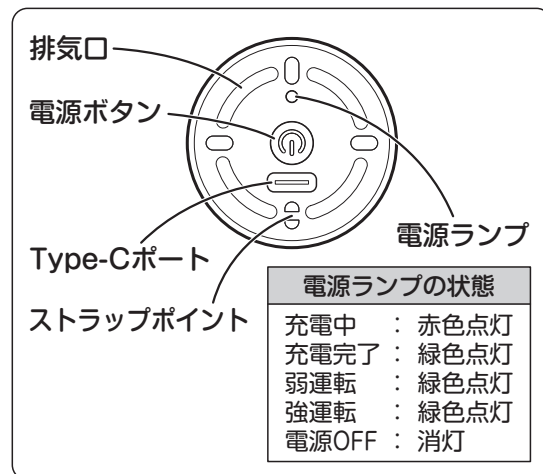 排気口
電源ボタン
電源ランプ
Type-Cポート
ストラップポイント
電源ランプの状態
充電中 : 赤色点灯
充電完了 : 緑色点灯
弱運転 : 緑色点灯
強運転 : 緑色点灯
電源OFF : 消灯